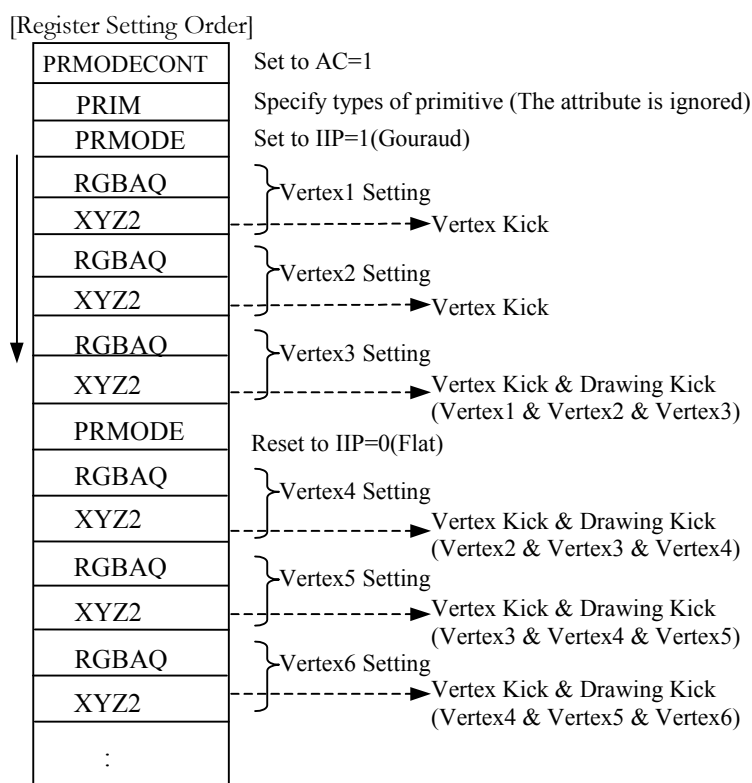 [Register Setting Order]
PRMODECONT Set to AC=1
PRIM Specify types of primitive (The attribute is ignored)
PRMODE Set to IIP=1(Gouraud)
RGBAQ
Vertex1 Setting
XYZ2
Vertex Kick
RGBAQ
Vertex2 Setting
XYZ2
Vertex Kick
RGBAQ
Vertex3 Setting
XYZ2
Vertex Kick & Drawing Kick
(Vertex1 & Vertex2 & Vertex3)
PRMODE
Reset to IIP=0(Flat)
RGBAQ
Vertex4 Setting
XYZ2
Vertex Kick & Drawing Kick
(Vertex2 & Vertex3 & Vertex4)
RGBAQ
Vertex5 Setting
XYZ2
Vertex Kick & Drawing Kick
(Vertex3 & Vertex4 & Vertex5)
RGBAQ
Vertex6 Setting
XYZ2
Vertex Kick & Drawing Kick
(Vertex4 & Vertex5 & Vertex6)
: